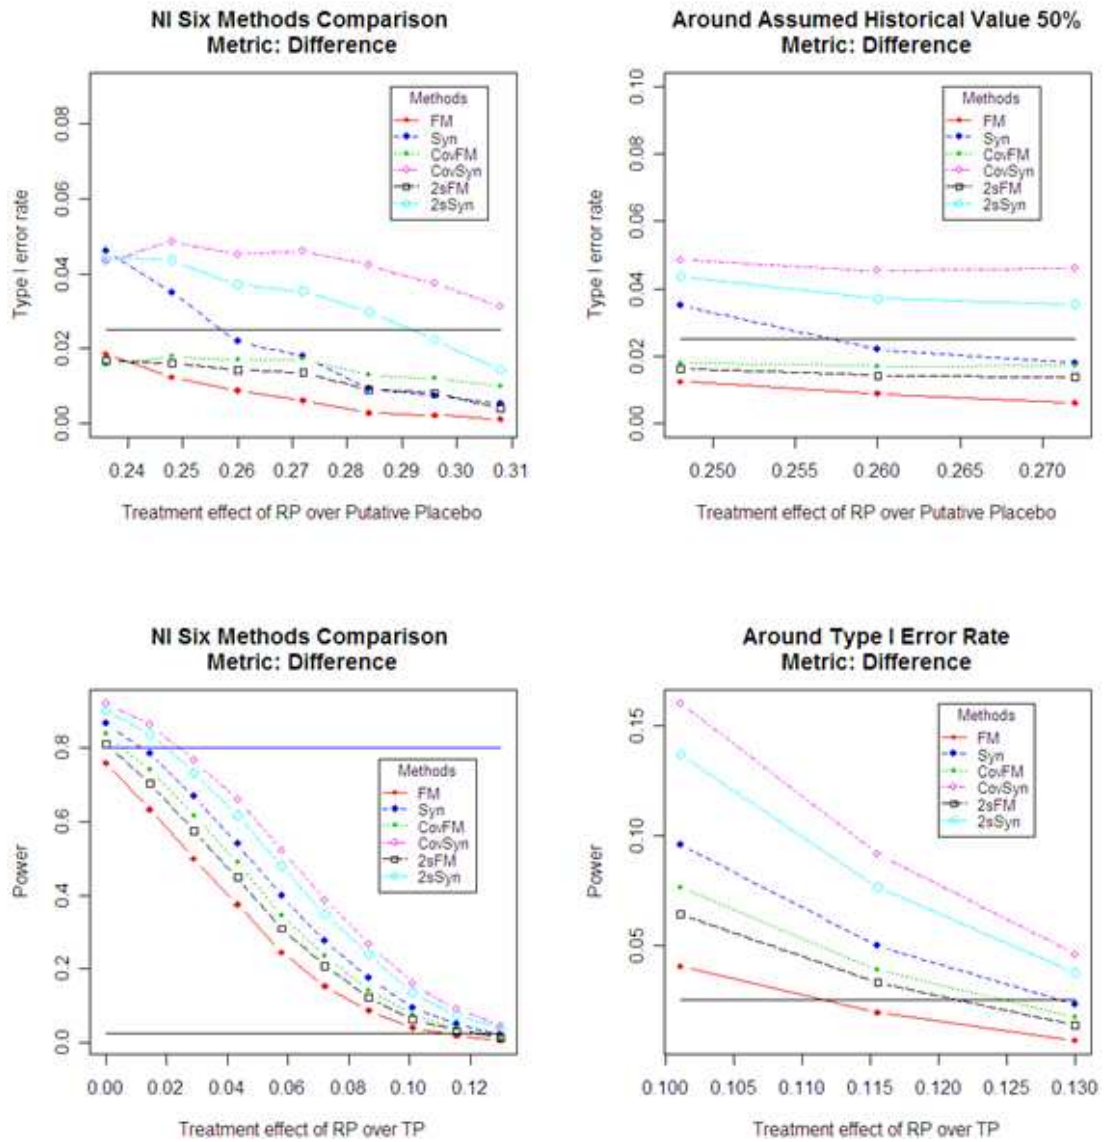 NI Six Methods Comparison
Metric: Difference
Type I error rate
0.00 0.02 0.04 0.06 0.08
Methods
FM
Syn
CovFM
CovSyn
2sFM
2sSyn
0.24 0.25 0.26 0.27 0.28 0.29 0.30 0.31
Treatment effect of RP over Putative Placebo
Around Assumed Historical Value 50%
Metric: Difference
Type I error rate
0.00 0.02 0.04 0.06 0.08 0.10
Methods
FM
Syn
CovFM
CovSyn
2sFM
2sSyn
0.250 0.255 0.260 0.265 0.270
Treatment effect of RP over Putative Placebo
NI Six Methods Comparison
Metric: Difference
Power
0.0 0.2 0.4 0.6 0.8
Methods
FM
Syn
CovFM
CovSyn
2sFM
2sSyn
0.00 0.02 0.04 0.06 0.08 0.10 0.12
Treatment effect of RP over TP
Around Type I Error Rate
Metric: Difference
Power
0.05 0.10 0.15
Methods
FM
Syn
CovFM
CovSyn
2sFM
2sSyn
0.100 0.105 0.110 0.115 0.120 0.125 0.130
Treatment effect of RP over TP